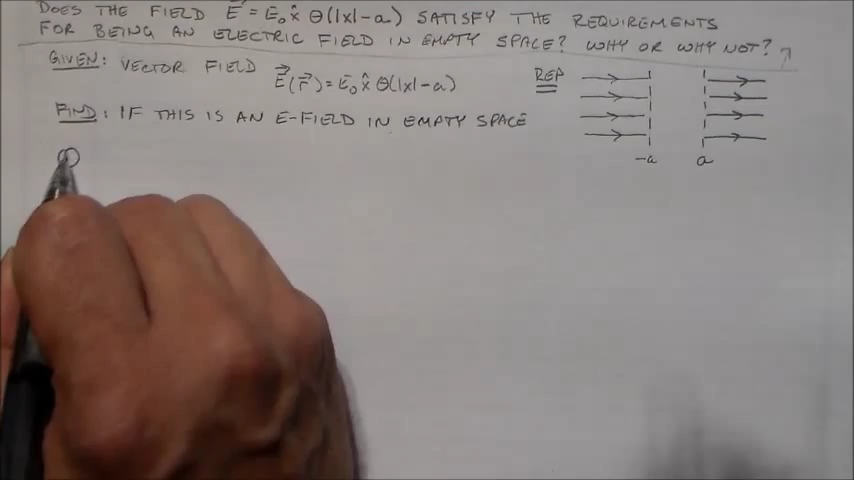 DOES THE FIELD E⃗ = E₀ x̂ Θ(|x|-a) SATISFY THE REQUIREMENTS
FOR BEING AN ELECTRIC FIELD IN EMPTY SPACE? WHY OR WHY NOT?
GIVEN: VECTOR FIELD E⃗(r⃗) = E₀ x̂ Θ(|x|-a)
REP
FIND: IF THIS IS AN E-FIELD IN EMPTY SPACE
-a a